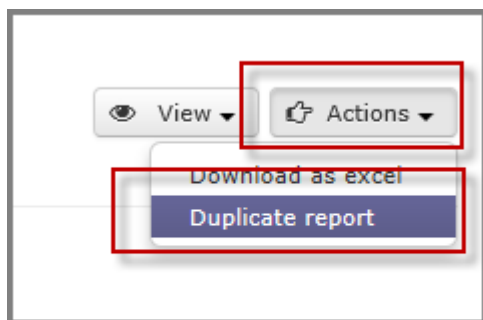 View Actions
Download as excel
Duplicate report